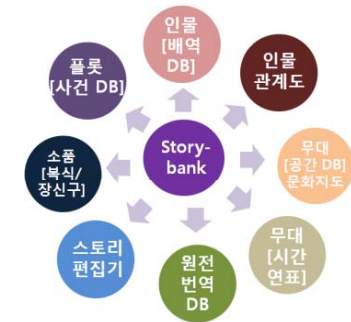 인물
[배역
DB]
인물
관계도
무대
[공간 DB]
문화지도
무대
[시간
연표]
원전
번역
DB
스토리
편집기
소품
[복식/
장신구]
플롯
[사건 DB]
Story-
bank